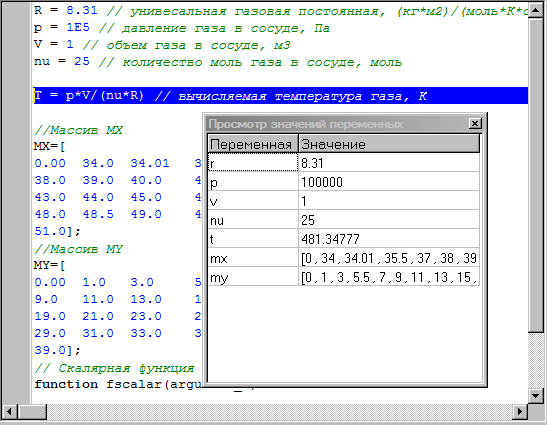 R = 8.31 // унивесальная газовая постоянная, (кг*м2)/(моль*К*с
p = 1E5 // давление газа в сосуде, Па
V = 1 // объем газа в сосуде, м3
nu = 25 // количество моль газа в сосуде, моль
T = p*V/(nu*R) // вычисляемая температура газа, К
//Массив MX
MX=[
0.00 34.0 34.01 3
38.0 39.0 40.0 4
43.0 44.0 45.0 4
48.0 48.5 49.0 4
51.0];
//Массив MY
MY=[
0.00 1.0 3.0 5
9.0 11.0 13.0 1
19.0 21.0 23.0 2
29.0 31.0 33.0 3
39.0];
// Скалярная функция
function fscalar(argu
Просмотр значений переменных
Переменная Значение
r 8.31
p 100000
v 1
nu 25
t 481.34777
mx [0 , 34 , 34.01 , 35.5 , 37 , 38 , 39
my [0 , 1 , 3 , 5.5 , 7 , 9 , 11 , 13 , 15 ,